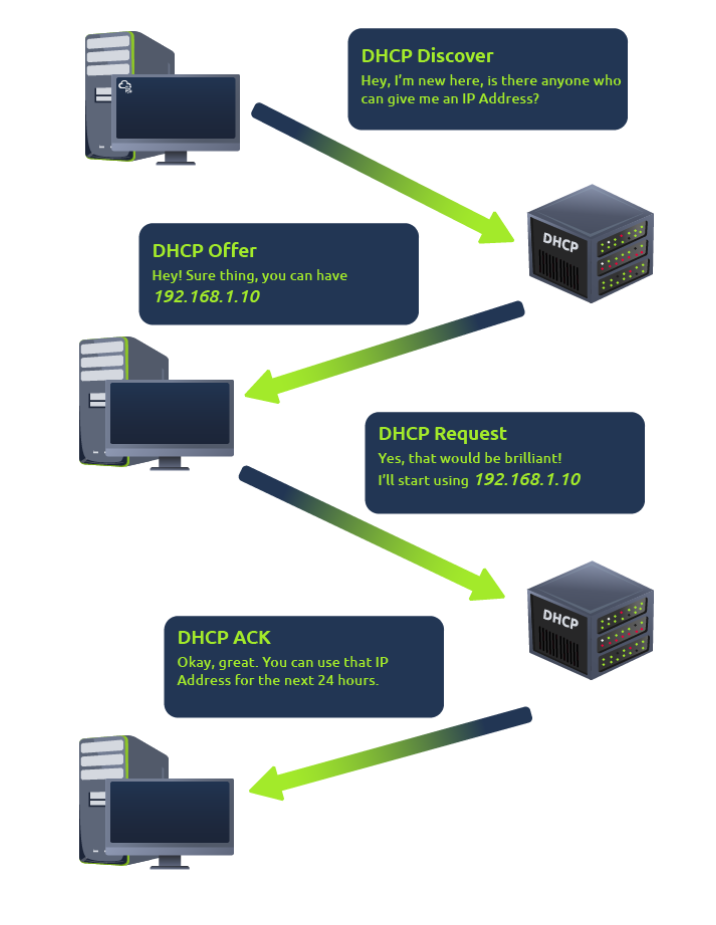 DHCP Discover
Hey, I'm new here, is there anyone who
can give me an IP Address?
DHCP
DHCP Offer
Hey! Sure thing, you can have
192.168.1.10
DHCP Request
Yes, that would be brilliant!
I'll start using 192.168.1.10
DHCP
DHCP ACK
Okay, great. You can use that IP
Address for the next 24 hours.